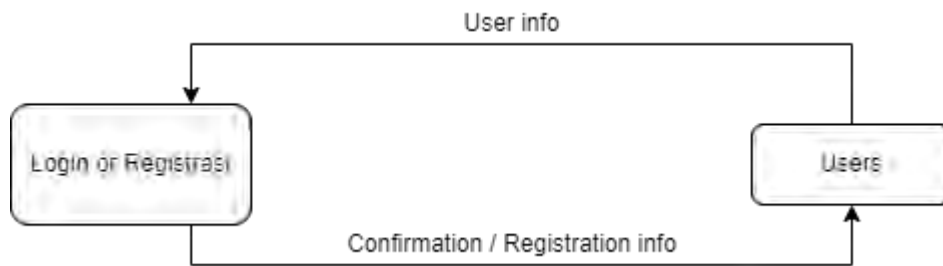 User info
Login or Registrasi
Users
Confirmation / Registration info